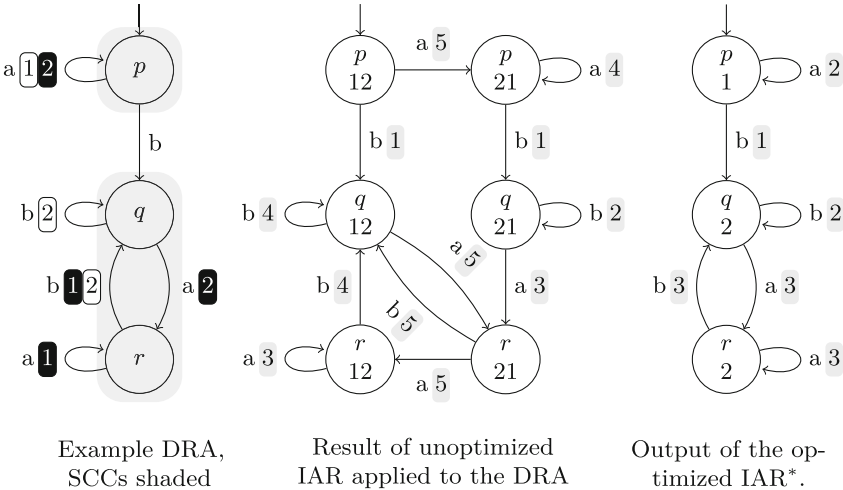 a 1 2
p
b
b 2
q
b 1 2
a 2
a 1
r
Example DRA,
SCCs shaded
p
12
a 5
p
21
a 4
b 1
b 1
b 4
q
12
q
21
b 2
a 5
b 5
b 4
a 3
a 3
r
12
a 5
r
21
Result of unoptimized
IAR applied to the DRA
p
1
a 2
b 1
q
2
b 2
b 3
a 3
r
2
a 3
Output of the op-
timized IAR*.